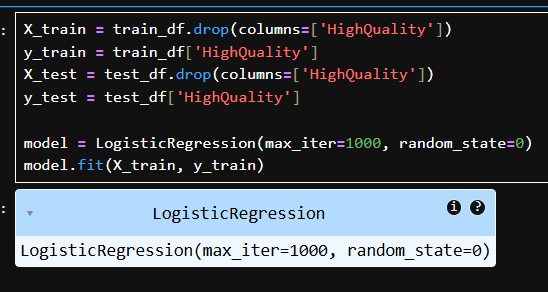 : X_train = train_df.drop(columns=['HighQuality'])
y_train = train_df['HighQuality']
X_test = test_df.drop(columns=['HighQuality'])
y_test = test_df['HighQuality']
model = LogisticRegression(max_iter=1000, random_state=0)
model.fit(X_train, y_train)
: ▾ LogisticRegression i ?
LogisticRegression(max_iter=1000, random_state=0)